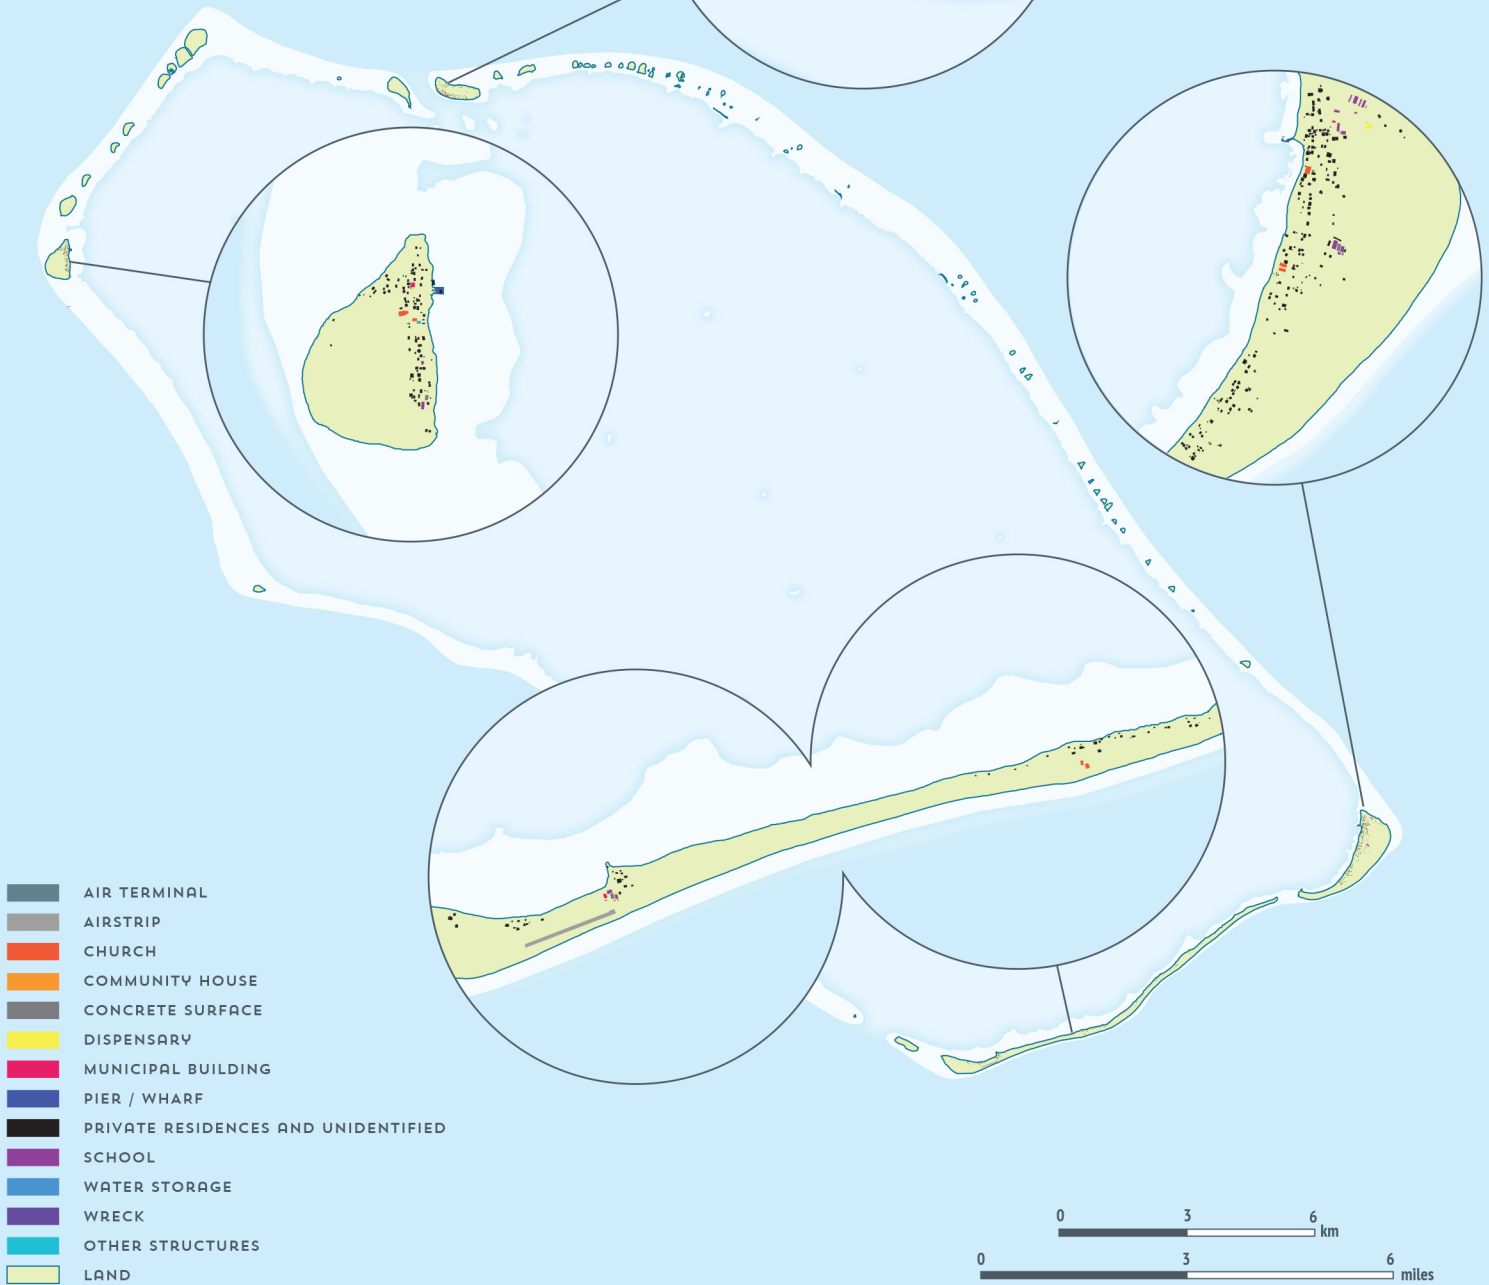 AIR TERMINAL
AIRSTRIP
CHURCH
COMMUNITY HOUSE
CONCRETE SURFACE
DISPENSARY
MUNICIPAL BUILDING
PIER / WHARF
PRIVATE RESIDENCES AND UNIDENTIFIED
SCHOOL
WATER STORAGE
WRECK
OTHER STRUCTURES
LAND
0 3 6 km
0 3 6 miles